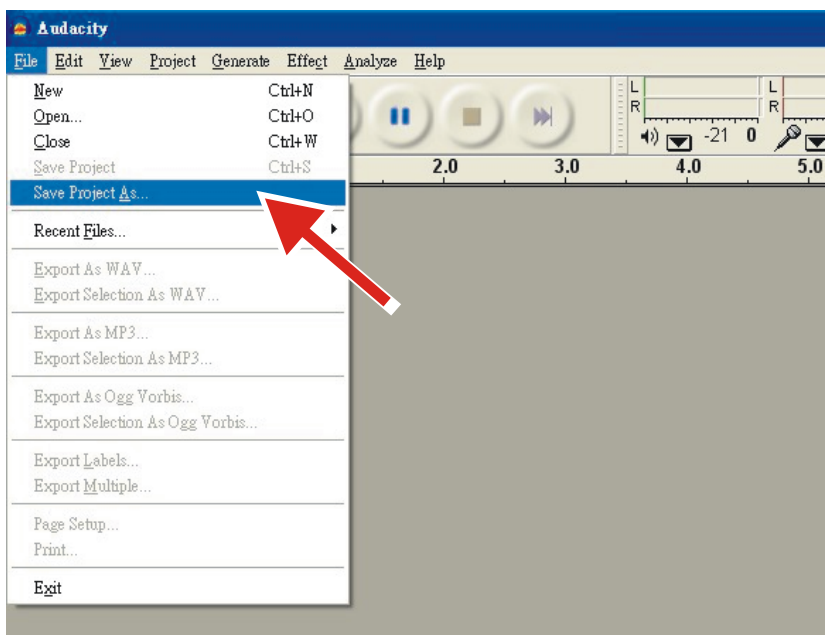 Audacity
File Edit View Project Generate Effect Analyze Help
New Ctrl+N
Open... Ctrl+O
Close Ctrl+W
Save Project Ctrl+S
Save Project As...
Recent Files...
Export As WAV...
Export Selection As WAV...
Export As MP3...
Export Selection As MP3...
Export As Ogg Vorbis...
Export Selection As Ogg Vorbis...
Export Labels...
Export Multiple...
Page Setup...
Print...
Exit
L L
R R
-21 0
2.0 3.0 4.0 5.0